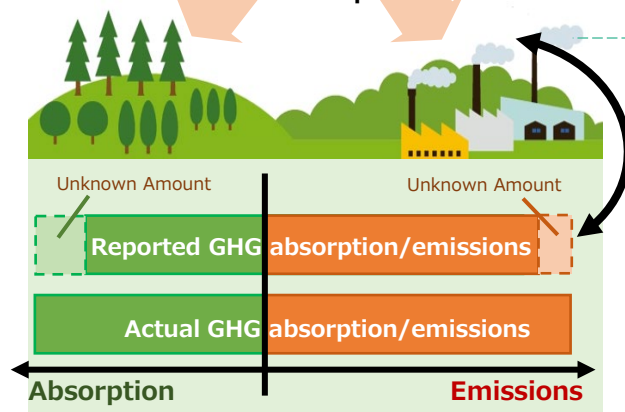 Unknown Amount
Unknown Amount
Reported GHG absorption/emissions
Actual GHG absorption/emissions
Absorption
Emissions